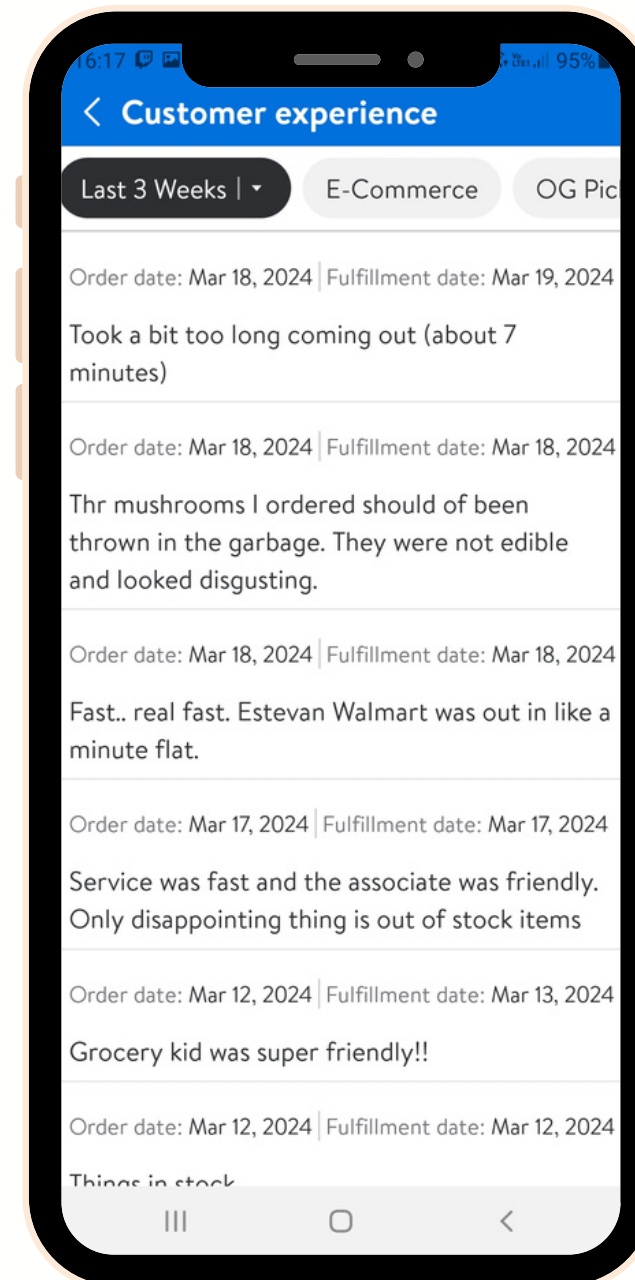 16:17 95%
Customer experience
Last 3 Weeks E-Commerce OG Pic
Order date: Mar 18, 2024 Fulfillment date: Mar 19, 2024
Took a bit too long coming out (about 7
minutes)
Order date: Mar 18, 2024 Fulfillment date: Mar 18, 2024
Thr mushrooms I ordered should of been
thrown in the garbage. They were not edible
and looked disgusting.
Order date: Mar 18, 2024 Fulfillment date: Mar 18, 2024
Fast.. real fast. Estevan Walmart was out in like a
minute flat.
Order date: Mar 17, 2024 Fulfillment date: Mar 17, 2024
Service was fast and the associate was friendly.
Only disappointing thing is out of stock items
Order date: Mar 12, 2024 Fulfillment date: Mar 13, 2024
Grocery kid was super friendly!!
Order date: Mar 12, 2024 Fulfillment date: Mar 12, 2024
Things in stock